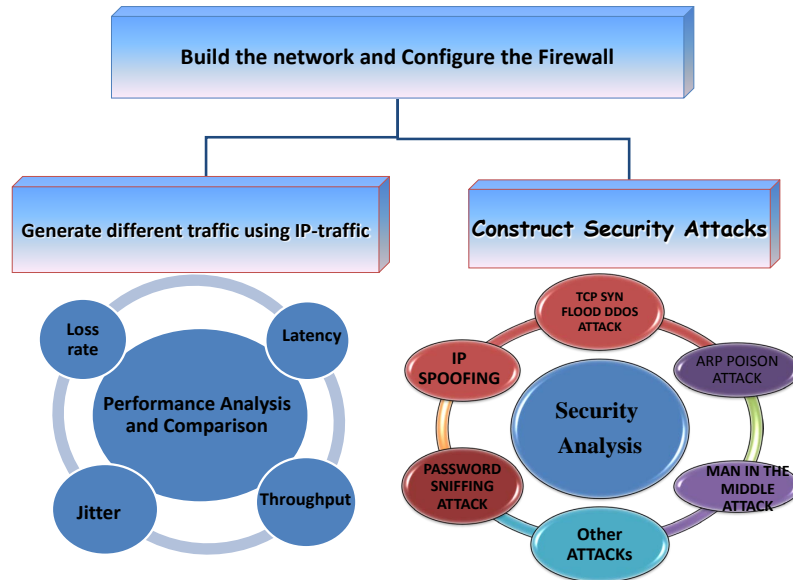 Build the network and Configure the Firewall
Generate different traffic using IP-traffic
Construct Security Attacks
Loss
rate
Latency
Performance Analysis
and Comparison
Jitter
Throughput
TCP SYN
FLOOD DDOS
ATTACK
IP
SPOOFING
ARP POISON
ATTACK
Security
Analysis
PASSWORD
SNIFFING
ATTACK
MAN IN THE
MIDDLE ATTACK
Other
ATTACKs